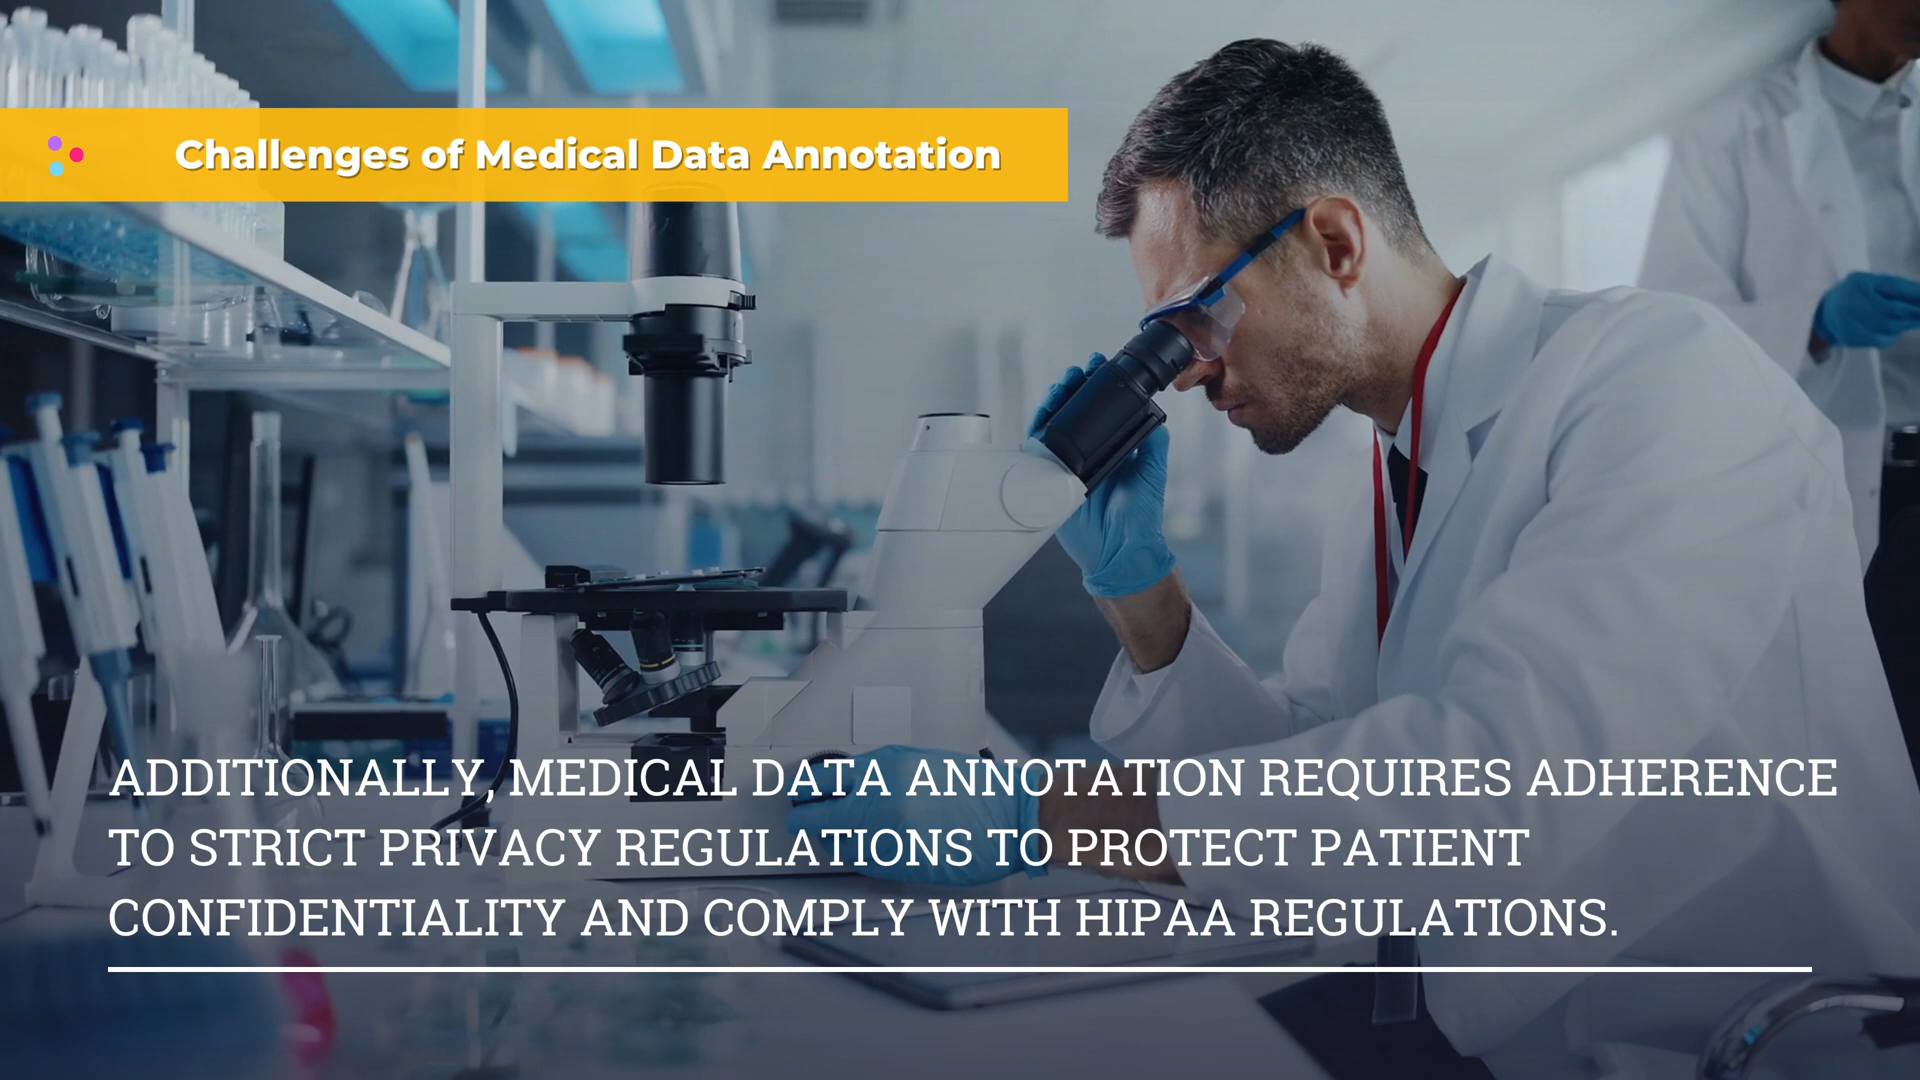 Challenges of Medical Data Annotation
ADDITIONALLY, MEDICAL DATA ANNOTATION REQUIRES ADHERENCE
TO STRICT PRIVACY REGULATIONS TO PROTECT PATIENT
CONFIDENTIALITY AND COMPLY WITH HIPAA REGULATIONS.